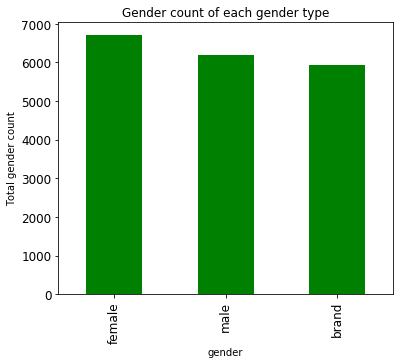 Gender count of each gender type
Total gender count
7000
6000
5000
4000
3000
2000
1000
0
female
male
brand
gender